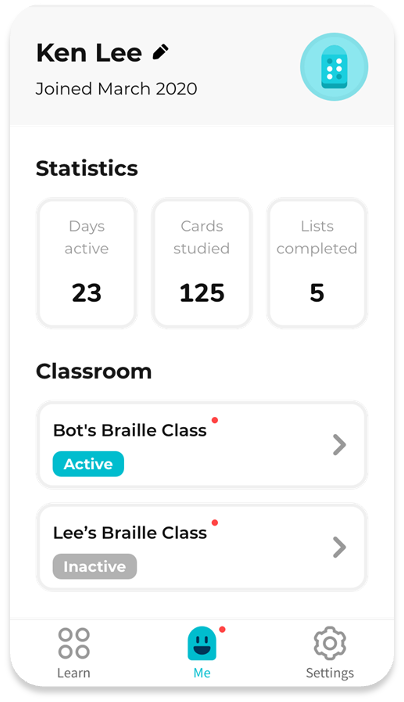 Ken Lee
Joined March 2020
Statistics
Days
active
23
Cards
studied
125
Lists
completed
5
Classroom
Bot's Braille Class
Active
Lee’s Braille Class
Inactive
Learn
Me
Settings